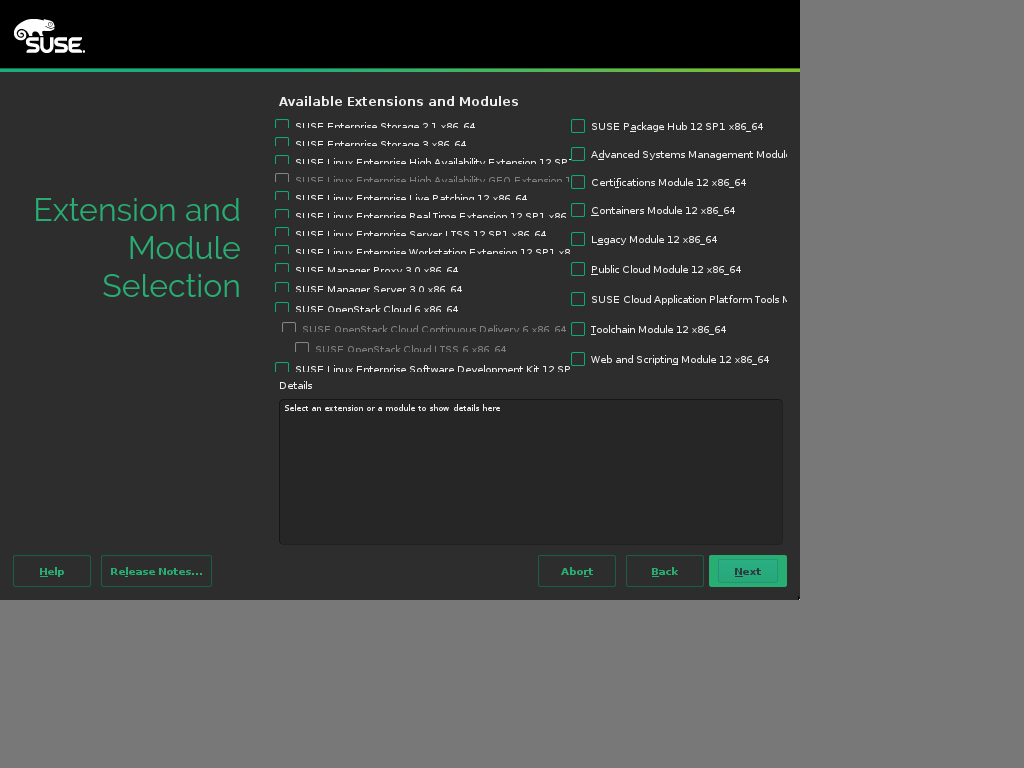 SUSE.
Extension and
Module
Selection
Available Extensions and Modules
SUSE Enterprise Storage 2.1 x86_64
SUSE Enterprise Storage 3 x86_64
SUSE Linux Enterprise High Availability Extension 12 SP
SUSE Linux Enterprise High Availability GEO Extension 1
SUSE Linux Enterprise Live Patching 12 x86_64
SUSE Linux Enterprise Real Time Extension 12 SP1 x86
SUSE Linux Enterprise Server LTSS 12 SP1 x86_64
SUSE Linux Enterprise Workstation Extension 12 SP1 x8
SUSE Manager Proxy 3.0 x86_64
SUSE Manager Server 3.0 x86_64
SUSE OpenStack Cloud 6 x86_64
SUSE OpenStack Cloud Continuous Delivery 6 x86_64
SUSE OpenStack Cloud LTSS 6 x86_64
SUSE Linux Enterprise Software Development Kit 12 SP
SUSE Package Hub 12 SP1 x86_64
Advanced Systems Management Module
Certifications Module 12 x86_64
Containers Module 12 x86_64
Legacy Module 12 x86_64
Public Cloud Module 12 x86_64
SUSE Cloud Application Platform Tools M
Toolchain Module 12 x86_64
Web and Scripting Module 12 x86_64
Details
Select an extension or a module to show details here
Help
Release Notes...
Abort
Back
Next